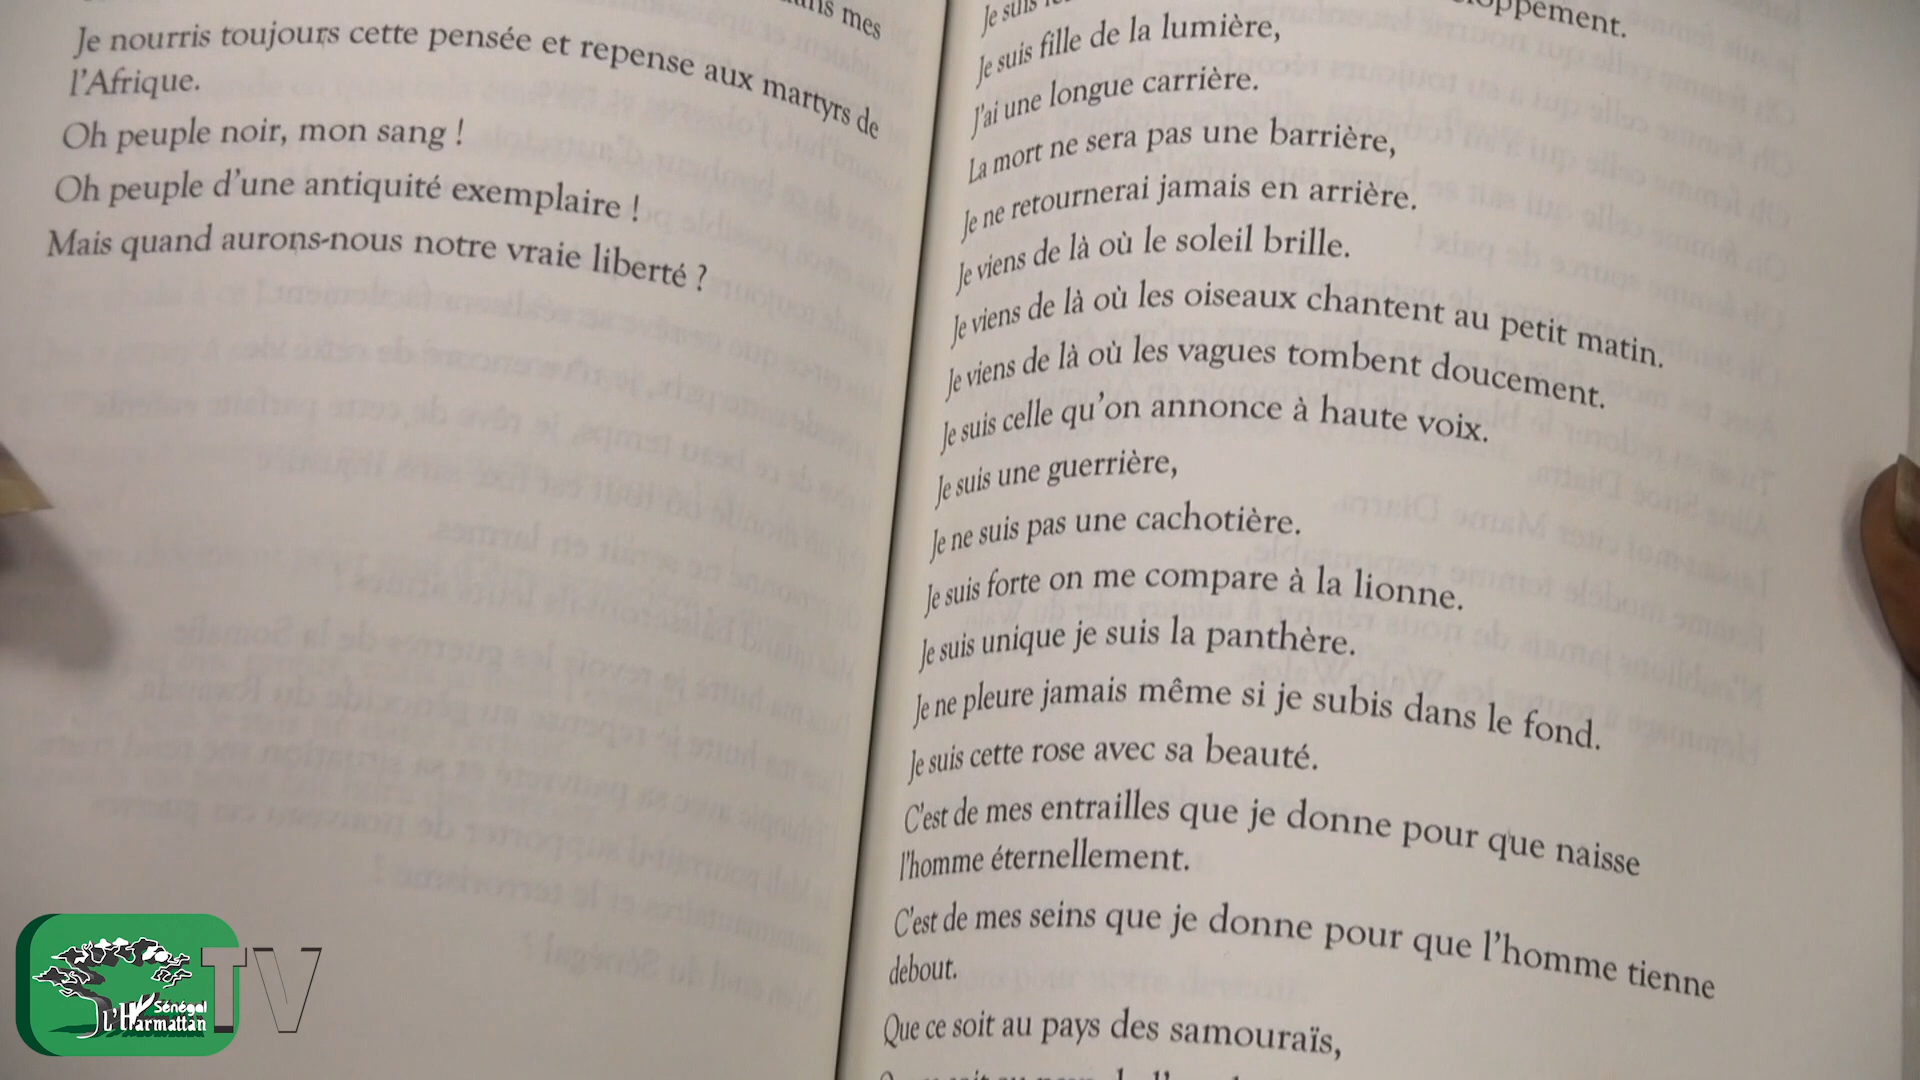 mes
Je nourris toujours cette pensée et repense aux martyrs de
l'Afrique.
Oh peuple noir, mon sang !
Oh peuple d'une antiquité exemplaire !
Mais quand aurons-nous notre vraie liberté ?
Je suis
Je suis fille de la lumière,
J'ai une longue carrière.
La mort ne sera pas une barrière,
Je ne retournerai jamais en arrière.
Je viens de là où le soleil brille.
Je viens de là où les oiseaux chantent au petit matin.
Je viens de là où les vagues tombent doucement.
Je suis celle qu'on annonce à haute voix.
Je suis une guerrière,
Je ne suis pas une cachotière.
Je suis forte on me compare à la lionne.
Je suis unique je suis la panthère.
Je ne pleure jamais même si je subis dans le fond.
Je suis cette rose avec sa beauté.
C'est de mes entrailles que je donne pour que naisse
l'homme éternellement.
C'est de mes seins que je donne pour que l'homme tienne
debout.
Que ce soit au pays des samouraïs,
Sénégal
L'Harmattan
TV